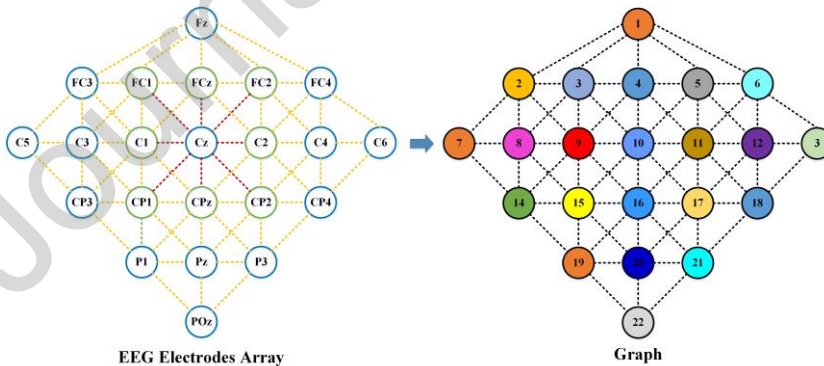 Journ
Fz
FC3 FC1 FCz FC2 FC4
C5 C3 C1 Cz C2 C4 C6
CP3 CP1 CPz CP2 CP4
P1 Pz P3
POz
EEG Electrodes Array
1
2 3 4 5 6
7 8 9 10 11 12 3
14 15 16 17 18
19 20 21
22
Graph